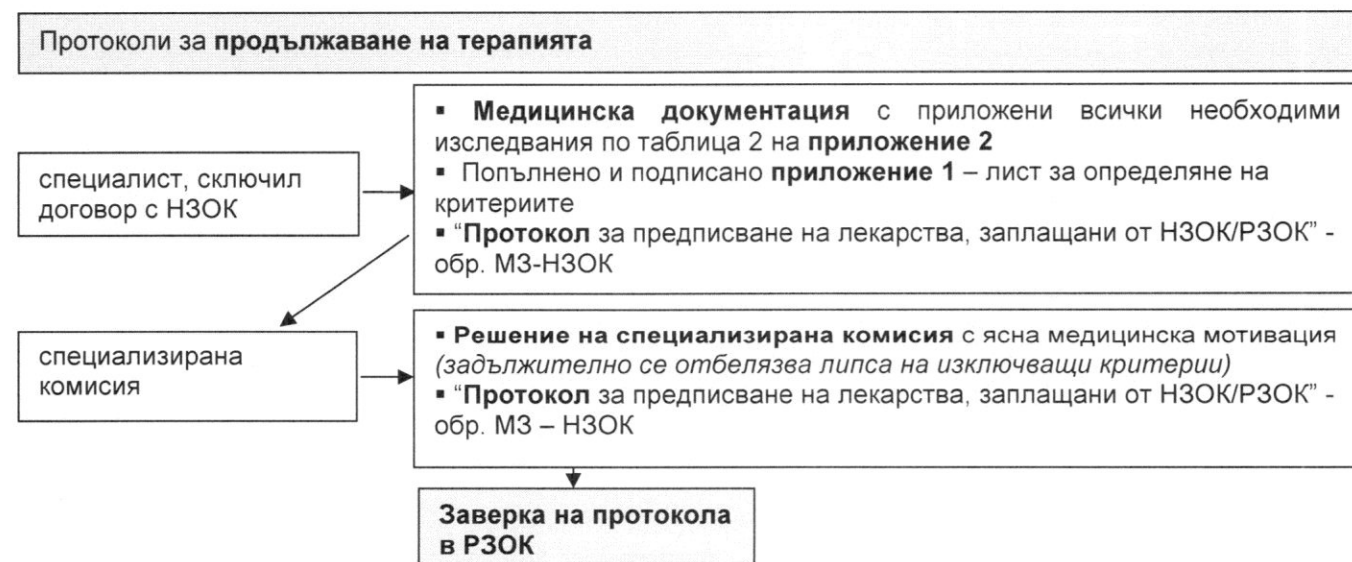 Протоколи за продължаване на терапията
специалист, сключил
договор с НЗОК
▪ Медицинска документация с приложени всички необходими
изследвания по таблица 2 на приложение 2
▪ Попълнено и подписано приложение 1 – лист за определяне на
критериите
▪ “Протокол за предписване на лекарства, заплащани от НЗОК/РЗОК” -
обр. МЗ-НЗОК
специализирана
комисия
▪ Решение на специализирана комисия с ясна медицинска мотивация
(задължително се отбелязва липса на изключващи критерии)
▪ “Протокол за предписване на лекарства, заплащани от НЗОК/РЗОК” -
обр. МЗ – НЗОК
Заверка на протокола
в РЗОК